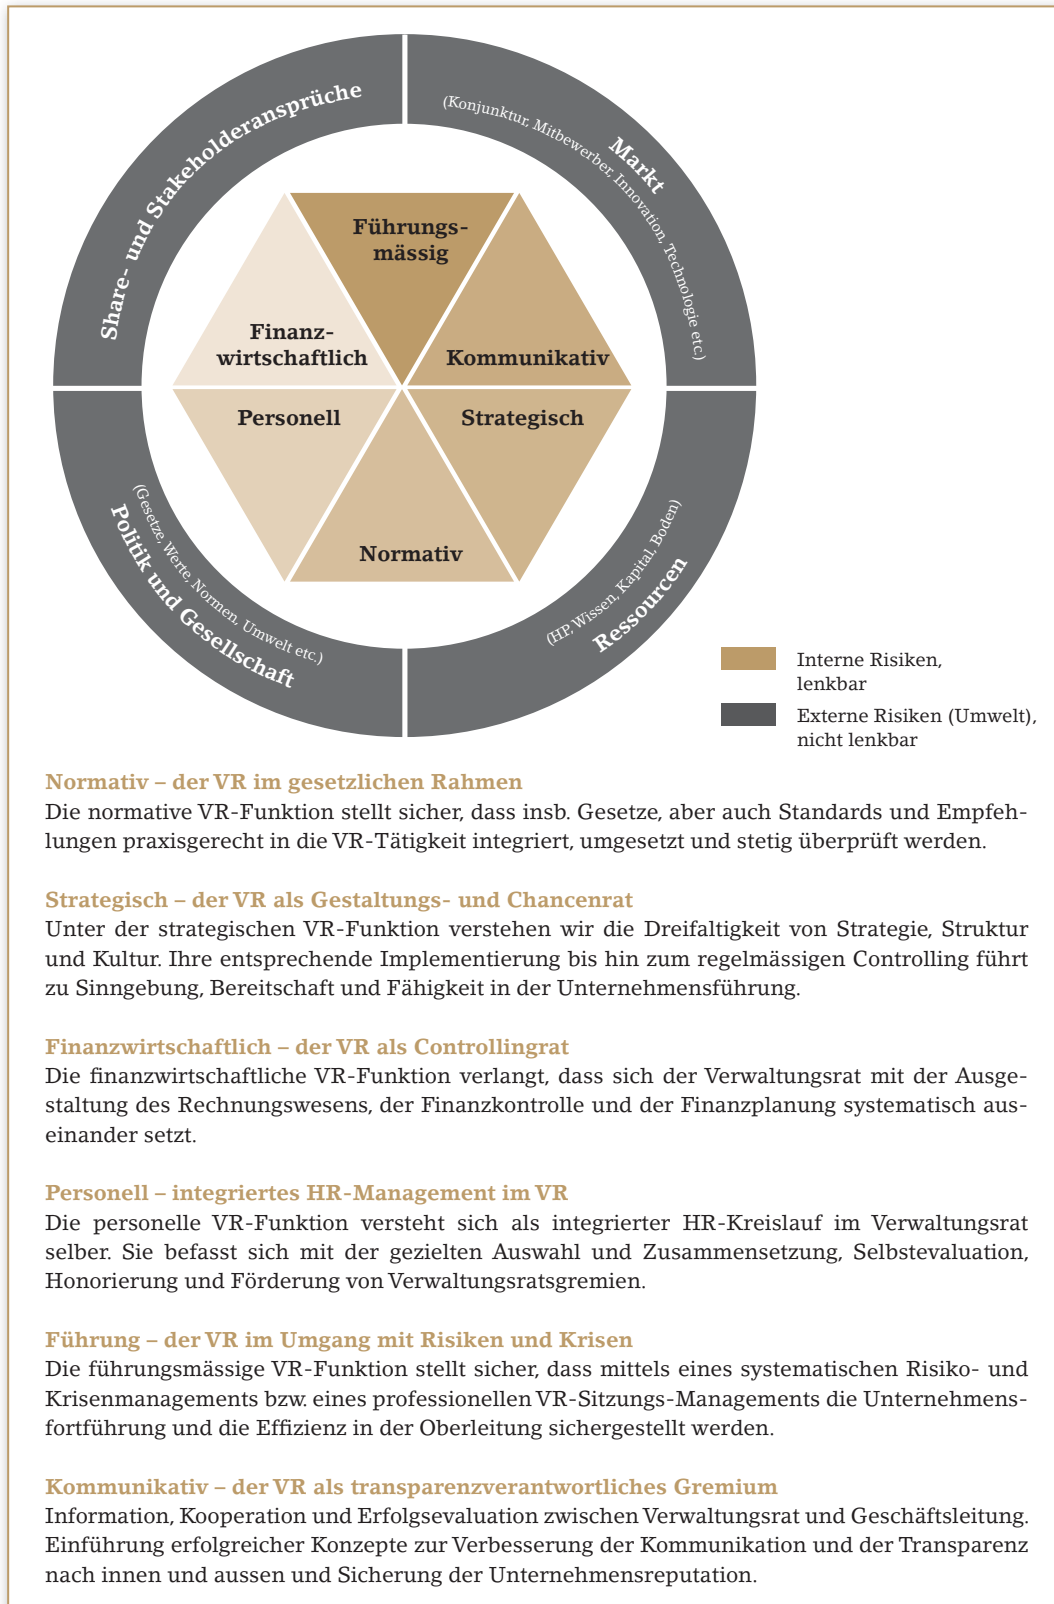 Share- und Stakeholderansprüche
(Konjunktur, Mitbewerber, Innovation, Technologie etc.)
Markt
Führungs-
mässig
Finanz-
wirtschaftlich
Kommunikativ
Personell
Strategisch
Normativ
(Gesetze, Werte, Normen, Umwelt etc.)
Politik und Gesellschaft
(HP, Wissen, Kapital, Boden)
Ressourcen
Interne Risiken,
lenkbar
Externe Risiken (Umwelt),
nicht lenkbar
Normativ – der VR im gesetzlichen Rahmen
Die normative VR-Funktion stellt sicher, dass insb. Gesetze, aber auch Standards und Empfeh-
lungen praxisgerecht in die VR-Tätigkeit integriert, umgesetzt und stetig überprüft werden.
Strategisch – der VR als Gestaltungs- und Chancenrat
Unter der strategischen VR-Funktion verstehen wir die Dreifaltigkeit von Strategie, Struktur
und Kultur. Ihre entsprechende Implementierung bis hin zum regelmässigen Controlling führt
zu Sinngebung, Bereitschaft und Fähigkeit in der Unternehmensführung.
Finanzwirtschaftlich – der VR als Controllingrat
Die finanzwirtschaftliche VR-Funktion verlangt, dass sich der Verwaltungsrat mit der Ausge-
staltung des Rechnungswesens, der Finanzkontrolle und der Finanzplanung systematisch aus-
einander setzt.
Personell – integriertes HR-Management im VR
Die personelle VR-Funktion versteht sich als integrierter HR-Kreislauf im Verwaltungsrat
selber. Sie befasst sich mit der gezielten Auswahl und Zusammensetzung, Selbstevaluation,
Honorierung und Förderung von Verwaltungsratsgremien.
Führung – der VR im Umgang mit Risiken und Krisen
Die führungsmässige VR-Funktion stellt sicher, dass mittels eines systematischen Risiko- und
Krisenmanagements bzw. eines professionellen VR-Sitzungs-Managements die Unternehmens-
fortführung und die Effizienz in der Oberleitung sichergestellt werden.
Kommunikativ – der VR als transparenzverantwortliches Gremium
Information, Kooperation und Erfolgsevaluation zwischen Verwaltungsrat und Geschäftsleitung.
Einführung erfolgreicher Konzepte zur Verbesserung der Kommunikation und der Transparenz
nach innen und aussen und Sicherung der Unternehmensreputation.